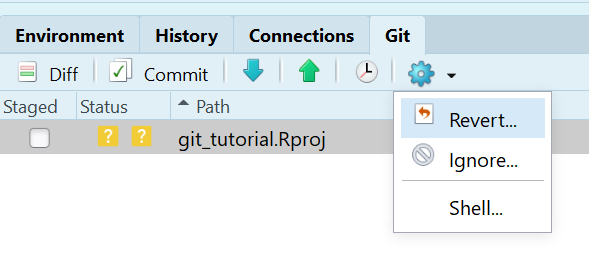 Environment History Connections Git
Diff Commit
Staged Status Path
? ? git_tutorial.Rproj
Revert...
Ignore...
Shell...